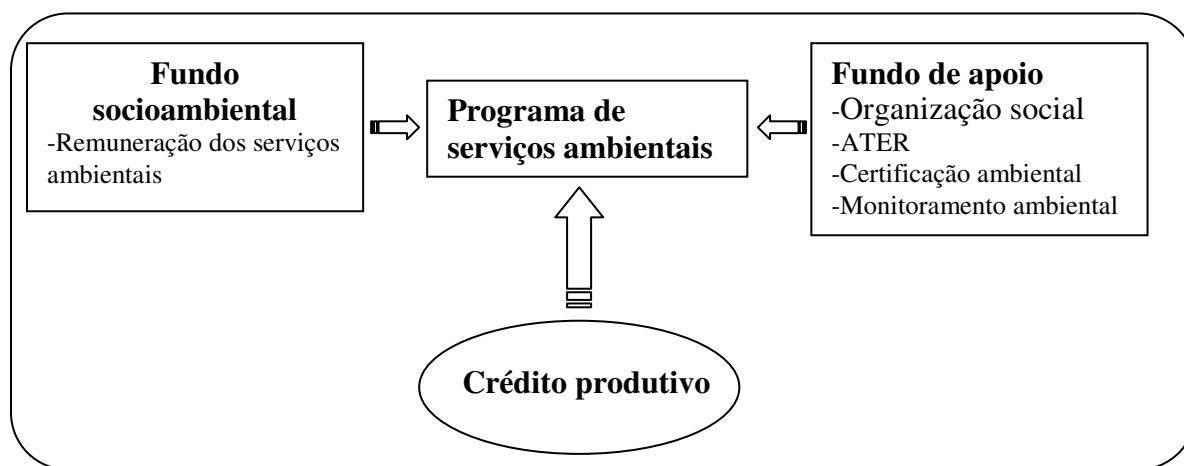 Fundo
socioambiental
-Remuneração dos serviços
ambientais
Programa de
serviços ambientais
Fundo de apoio
-Organização social
-ATER
-Certificação ambiental
-Monitoramento ambiental
Crédito produtivo